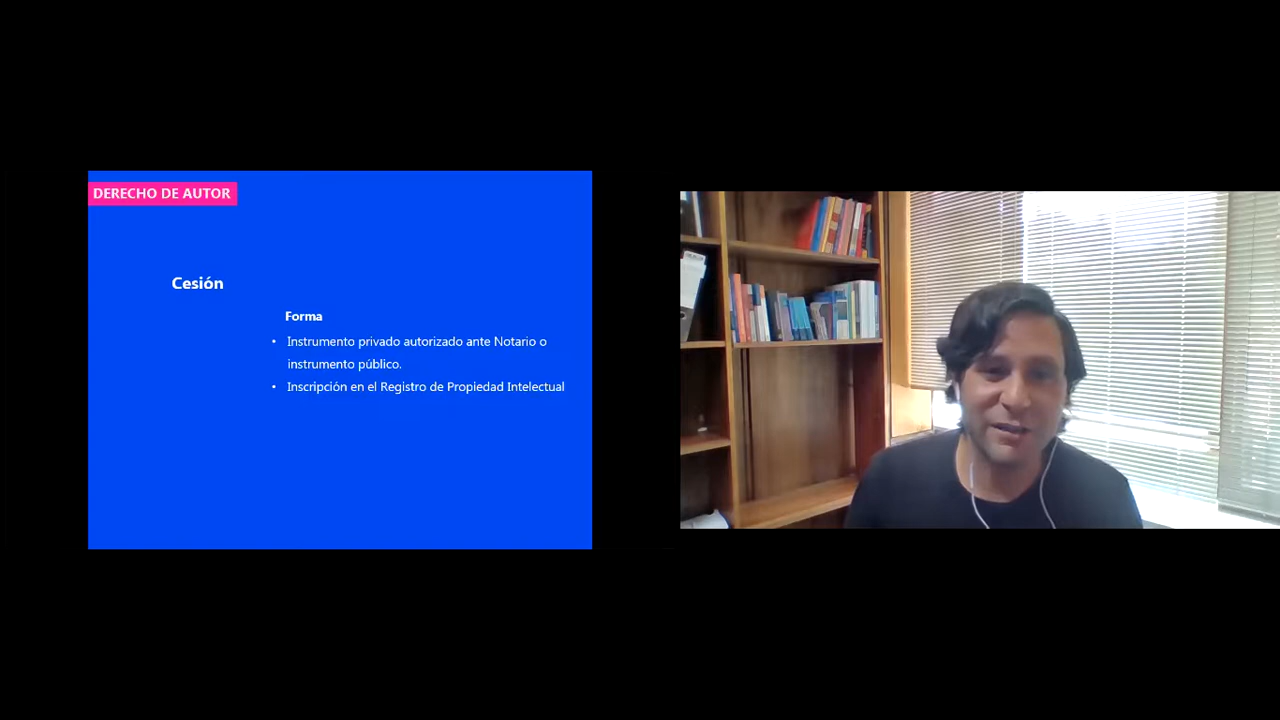 DERECHO DE AUTOR
Cesión
Forma
• Instrumento privado autorizado ante Notario o
instrumento público.
• Inscripción en el Registro de Propiedad Intelectual